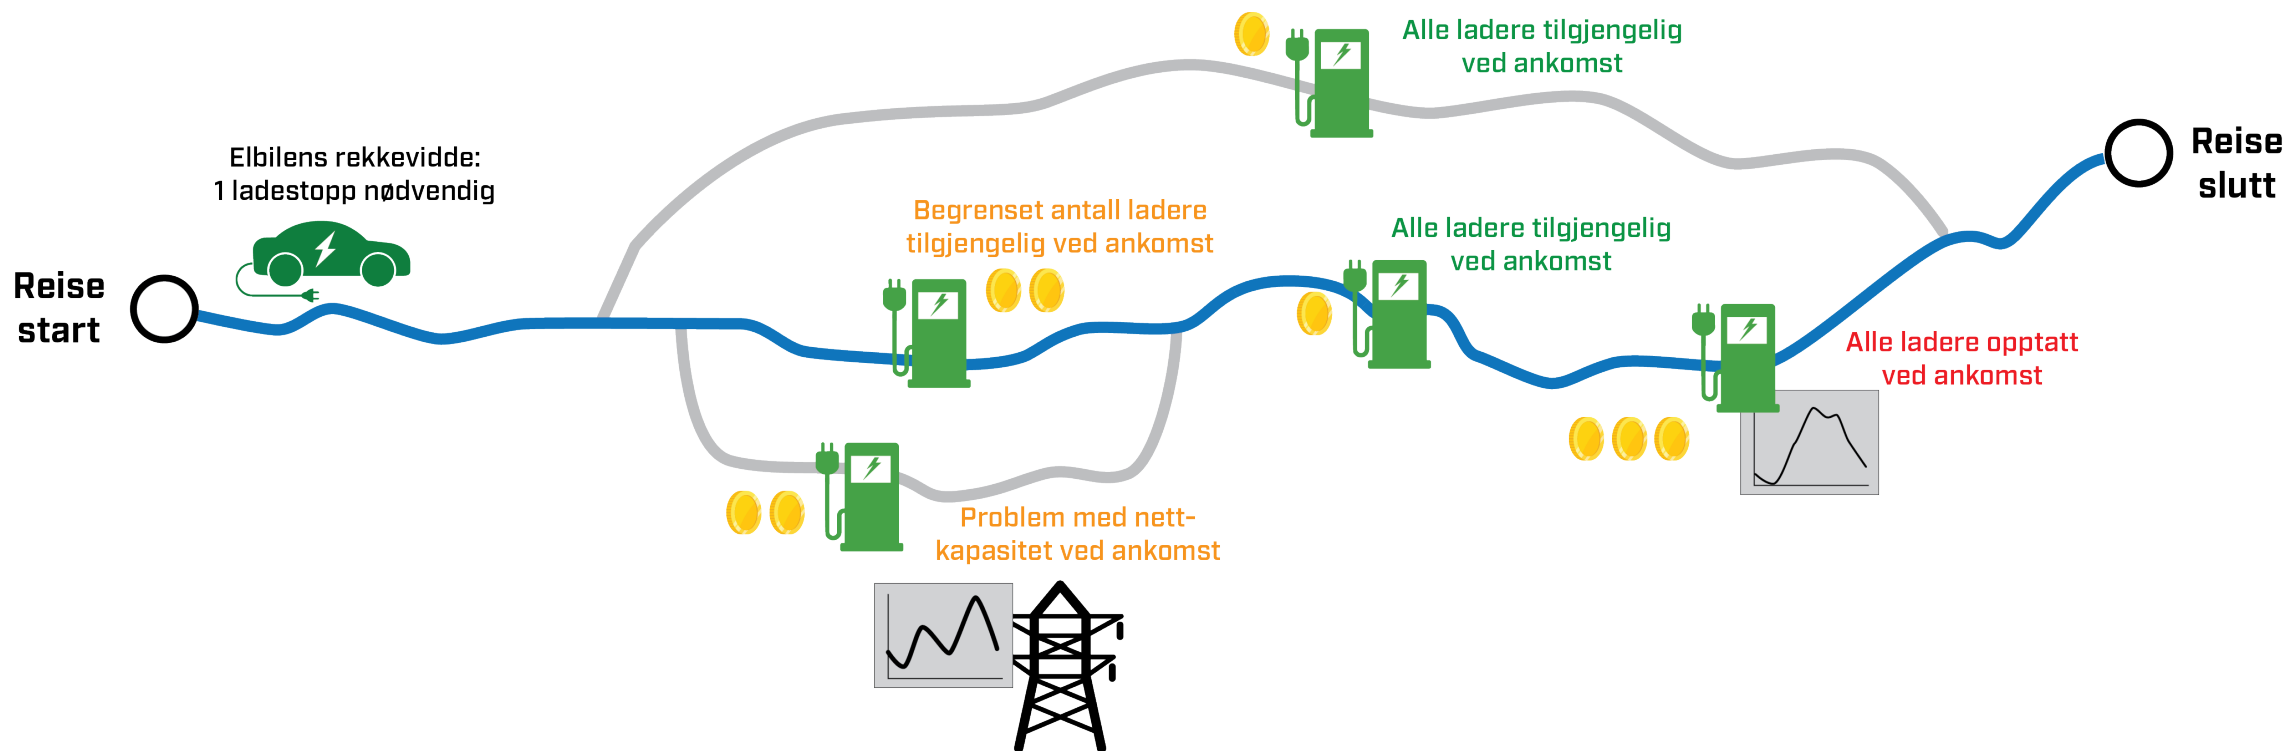 Reise
start
Elbilens rekkevidde:
1 ladestopp nødvendig
Begrenset antall ladere
tilgjengelig ved ankomst
Problem med nett-
kapasitet ved ankomst
Alle ladere tilgjengelig
ved ankomst
Alle ladere tilgjengelig
ved ankomst
Alle ladere opptatt
ved ankomst
Reise
slutt